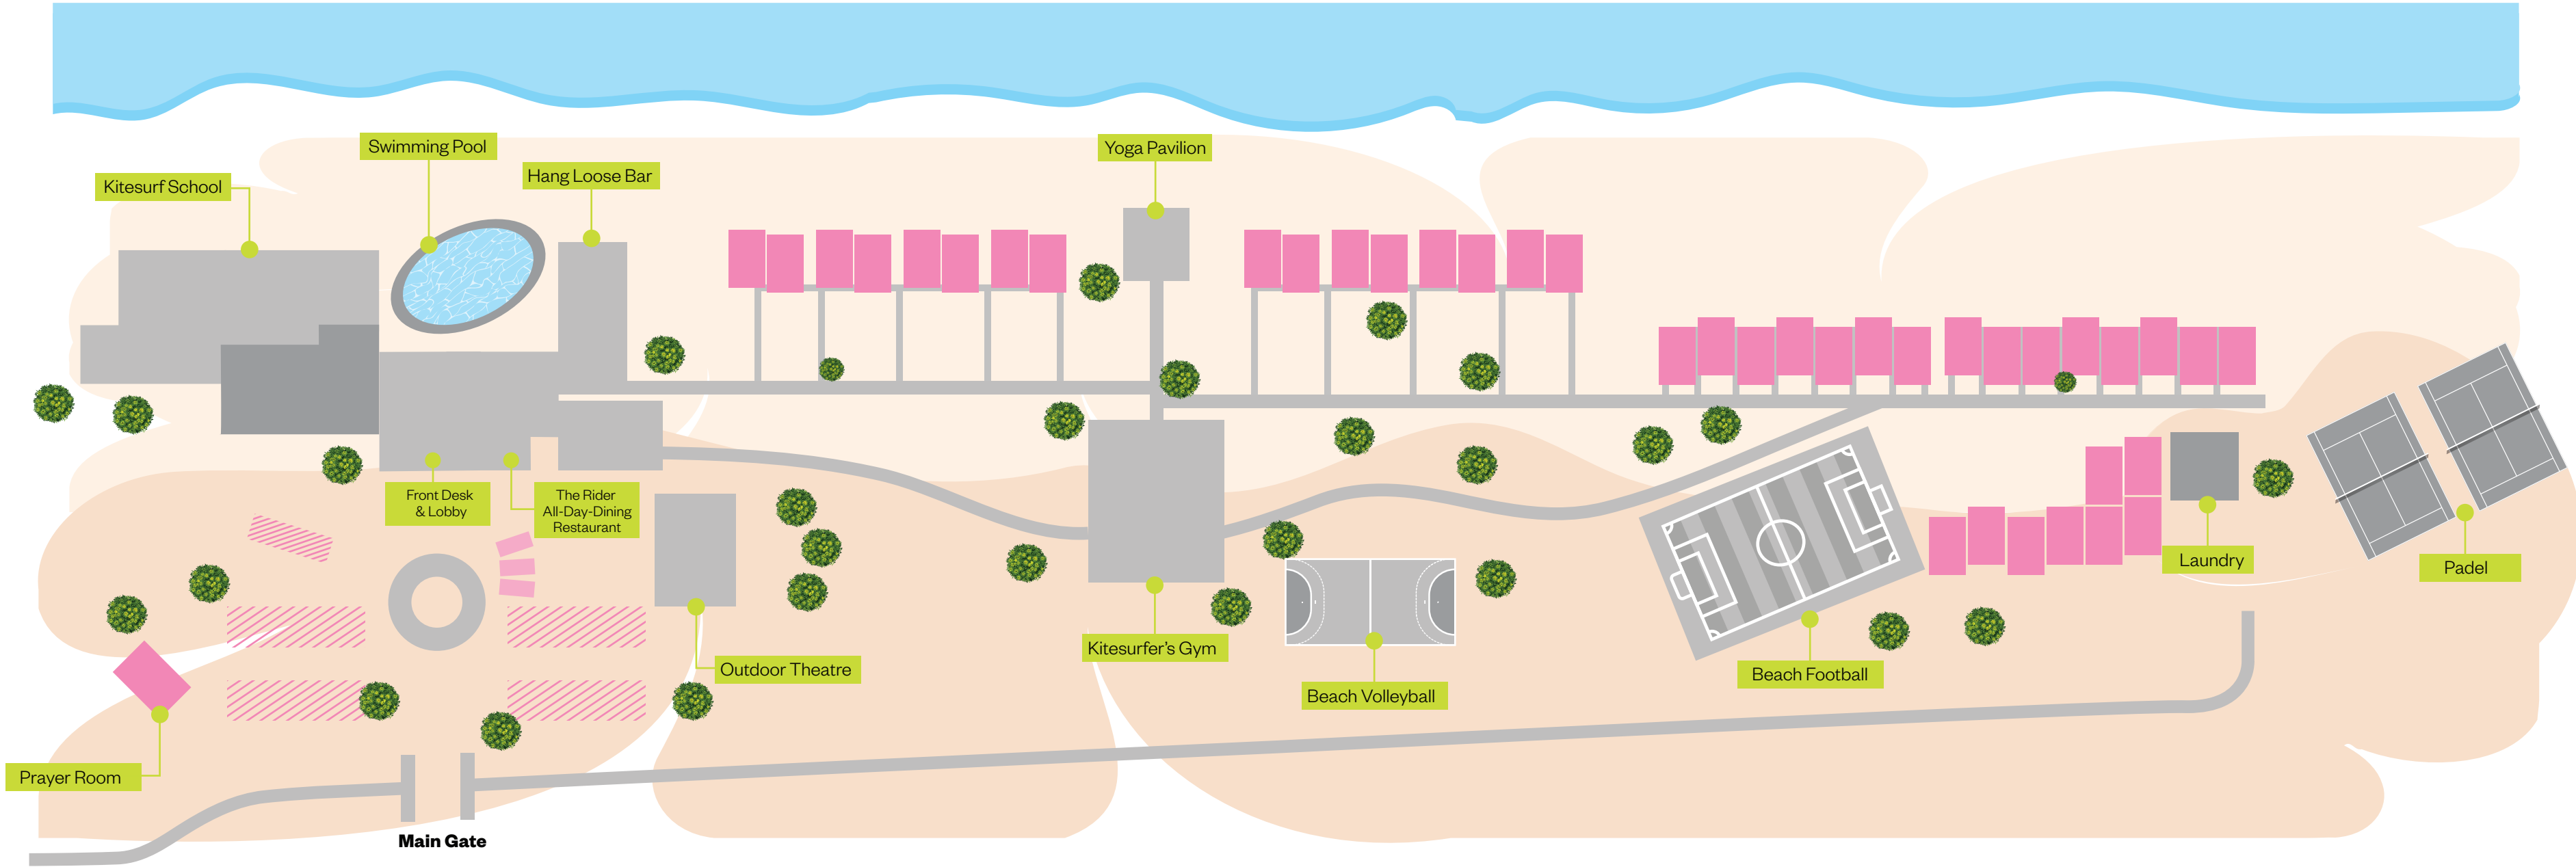 Swimming Pool
Yoga Pavilion
Hang Loose Bar
Kitesurf School
Front Desk
& Lobby
The Rider
All-Day-Dining
Restaurant
Laundry
Padel
Kitesurfer’s Gym
Outdoor Theatre
Beach Football
Beach Volleyball
Prayer Room
Main Gate